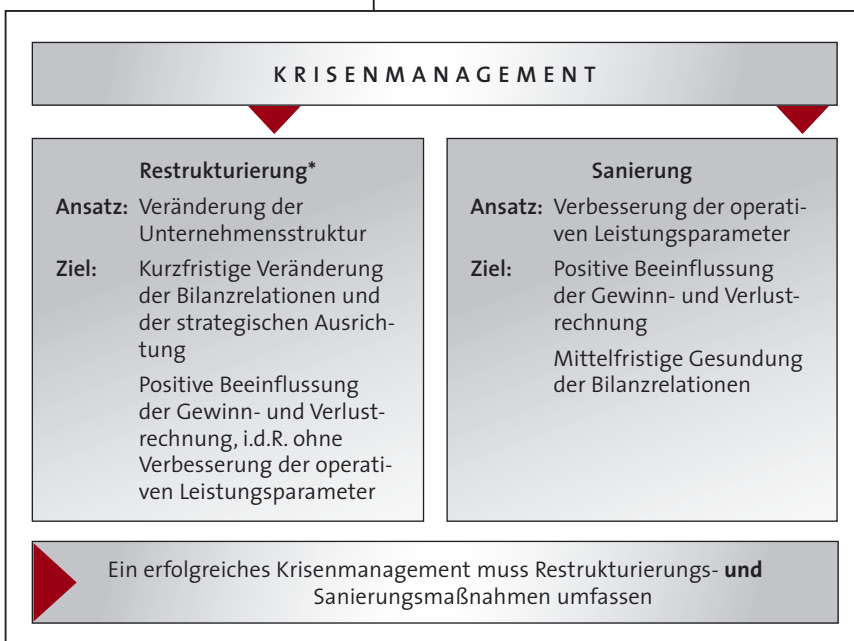 KRISENMANAGEMENT
Restrukturierung*
Ansatz: Veränderung der
Unternehmensstruktur
Ziel: Kurzfristige Veränderung
der Bilanzrelationen und
der strategischen Ausrich-
tung
Positive Beeinflussung
der Gewinn- und Verlust-
rechnung, i.d.R. ohne
Verbesserung der operati-
ven Leistungsparameter
Sanierung
Ansatz: Verbesserung der operati-
ven Leistungsparameter
Ziel: Positive Beeinflussung
der Gewinn- und Verlust-
rechnung
Mittelfristige Gesundung
der Bilanzrelationen
Ein erfolgreiches Krisenmanagement muss Restrukturierungs- und
Sanierungsmaßnahmen umfassen